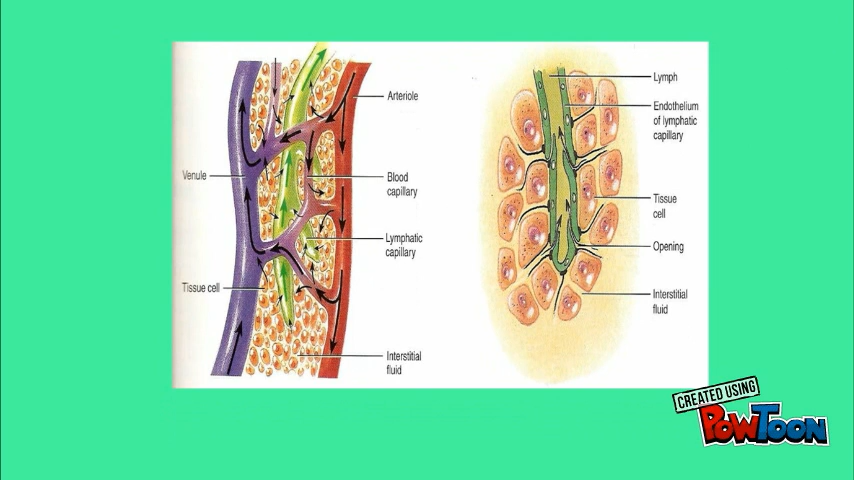 Arteriole
Venule
Blood
capillary
Lymphatic
capillary
Tissue cell
Interstitial
fluid
Lymph
Endothelium
of lymphatic
capillary
Tissue
cell
Opening
Interstitial
fluid
CREATED USING
POWTOON